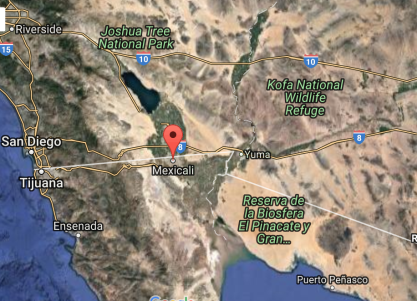 Riverside
15
Joshua Tree
National Park
10
10
Kofa National
Wildlife
Refuge
San Diego
8
8
Yuma
Tijuana
Mexicali
Reserva de
la Biosfera
El Pinacate y
Gran...
Ensenada
R
Puerto Peñasco
Google